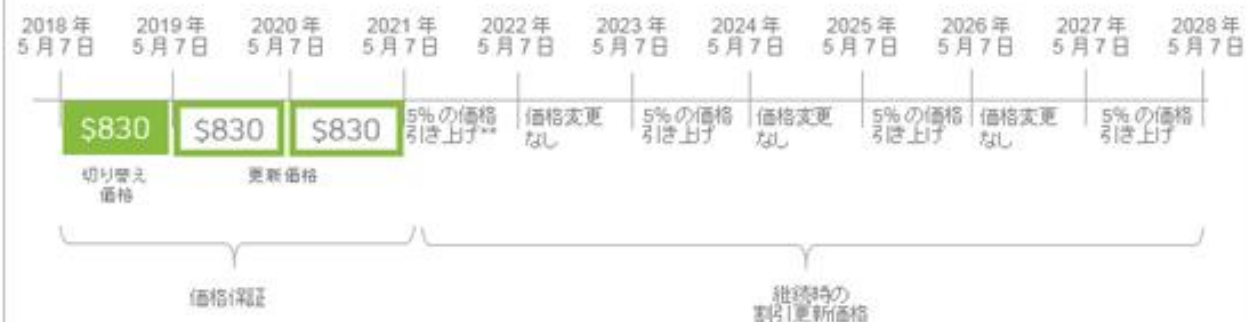 2018 年
5 月 7 日
2019 年
5 月 7 日
2020 年
5 月 7 日
2021 年
5 月 7 日
2022 年
5 月 7 日
2023 年
5 月 7 日
2024 年
5 月 7 日
2025 年
5 月 7 日
2026 年
5 月 7 日
2027 年
5 月 7 日
2028 年
5 月 7 日
$830
$830
$830
5% の価格
引き上げ**
価格変更
なし
5% の価格
引き上げ
価格変更
なし
5% の価格
引き上げ
価格変更
なし
5% の価格
引き上げ
切り替え
価格
更新価格
価格保証
継続時の
割引更新価格